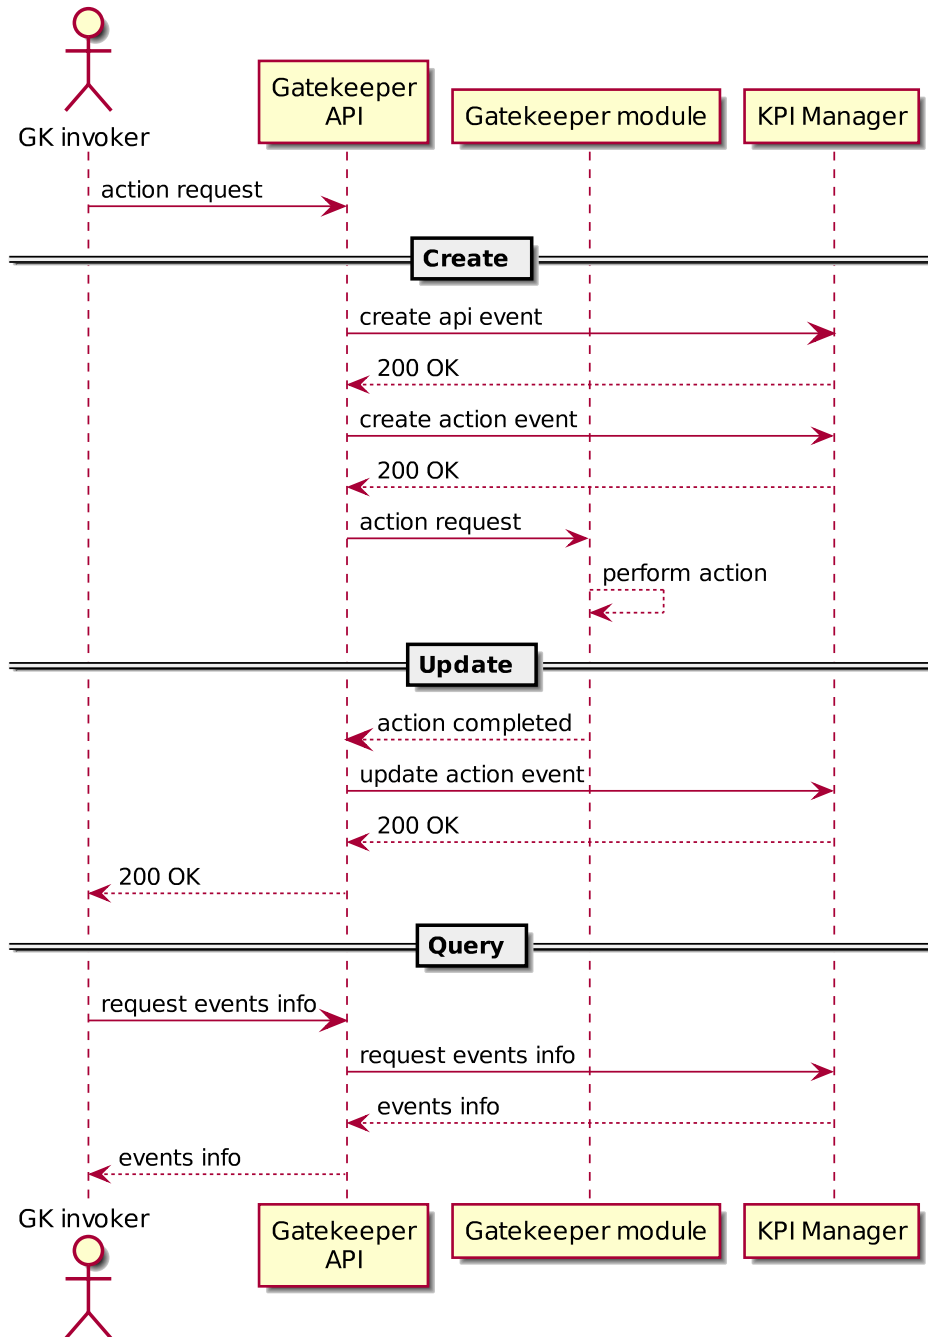 GK invoker
Gatekeeper
API
Gatekeeper module
KPI Manager
action request
Create
create api event
200 OK
create action event
200 OK
action request
perform action
Update
action completed
update action event
200 OK
200 OK
Query
request events info
request events info
events info
events info
GK invoker
Gatekeeper
API
Gatekeeper module
KPI Manager